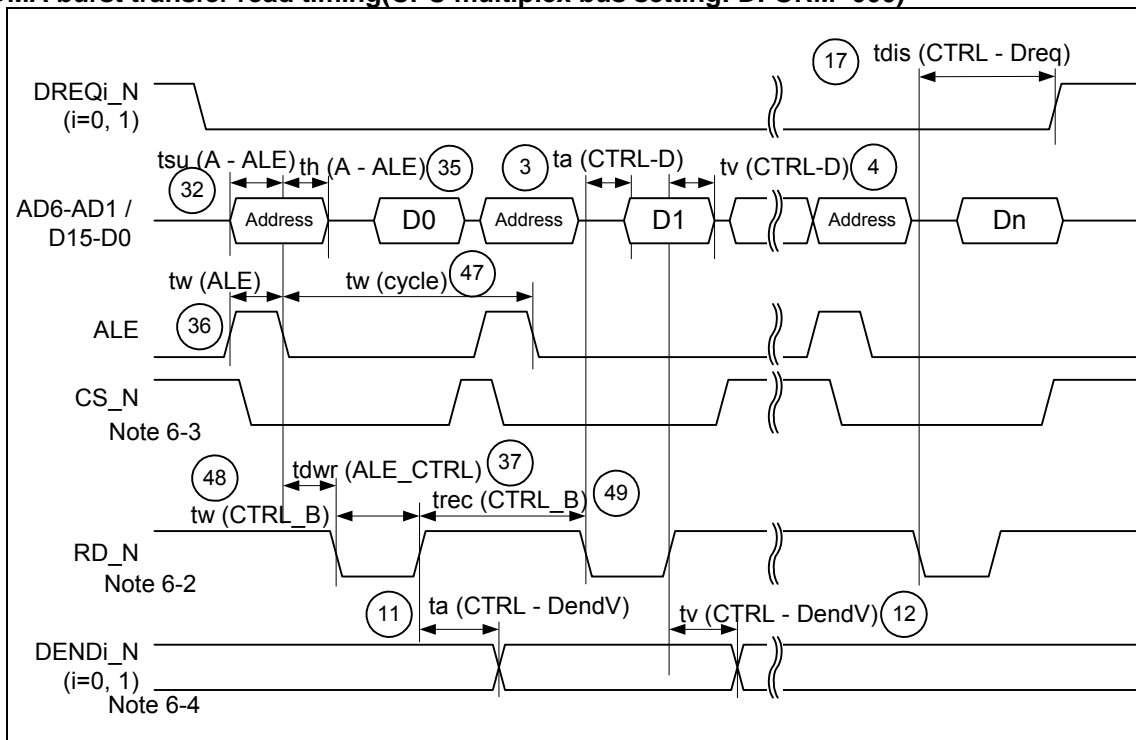 DMA burst transfer read timing(CPU multiplex bus setting:
17 tdis (CTRL - Dreq)
DREQi_N
(i=0, 1)
tsu (A - ALE) th (A - ALE) 35 3 ta (CTRL-D) tv (CTRL-D) 4
32
AD6-AD1 /
D15-D0
Address D0 Address D1 Address Dn
tw (ALE) tw (cycle) 47
36
ALE
CS_N
Note 6-3
48 tdwr (ALE_CTRL) 37
tw (CTRL_B) trec (CTRL_B) 49
RD_N
Note 6-2
11 ta (CTRL - DendV) tv (CTRL - DendV) 12
DENDi_N
(i=0, 1)
Note 6-4